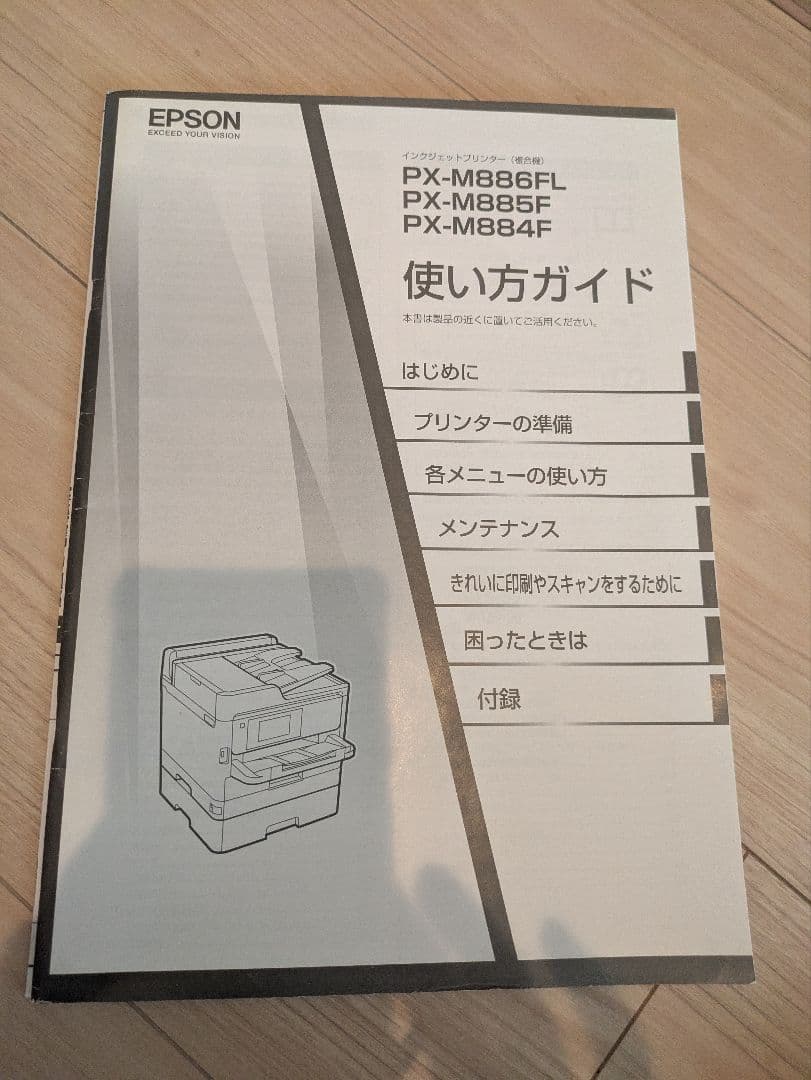 EPSON
EXCEED YOUR VISION
インクジェットプリンター(複合機)
PX-M886FL
PX-M885F
PX-M884F
使い方ガイド
本書は製品の近くに置いてご活用ください。
はじめに
プリンターの準備
各メニューの使い方
メンテナンス
きれいに印刷やスキャンをするために
困ったときは
付録